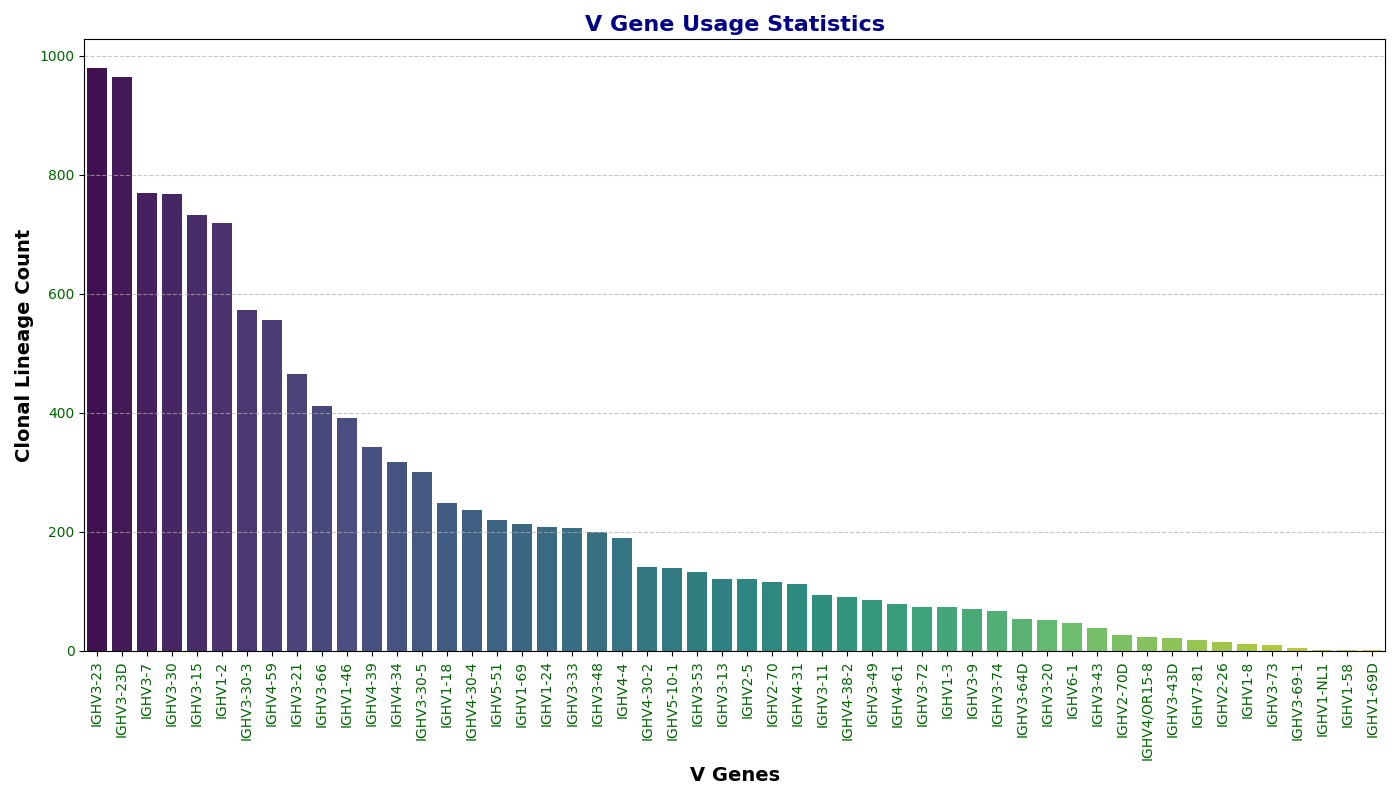 V Gene Usage Statistics
Clonal Lineage Count
1000
800
600
400
200
0
IGHV3-23
IGHV3-23D
IGHV3-7
IGHV3-30
IGHV3-15
IGHV1-2
IGHV3-30-3
IGHV4-59
IGHV3-21
IGHV3-66
IGHV1-46
IGHV4-39
IGHV4-34
IGHV3-30-5
IGHV1-18
IGHV4-30-4
IGHV5-51
IGHV1-69
IGHV1-24
IGHV3-33
IGHV3-48
IGHV4-4
IGHV4-30-2
IGHV5-10-1
IGHV3-53
IGHV3-13
IGHV2-5
IGHV2-70
IGHV4-31
IGHV3-11
IGHV4-38-2
IGHV3-49
IGHV4-61
IGHV3-72
IGHV1-3
IGHV3-9
IGHV3-74
IGHV3-64D
IGHV3-20
IGHV6-1
IGHV3-43
IGHV2-70D
IGHV4/OR15-8
IGHV3-43D
IGHV7-81
IGHV2-26
IGHV1-8
IGHV3-73
IGHV3-69-1
IGHV1-NL1
IGHV1-58
IGHV1-69D
V Genes